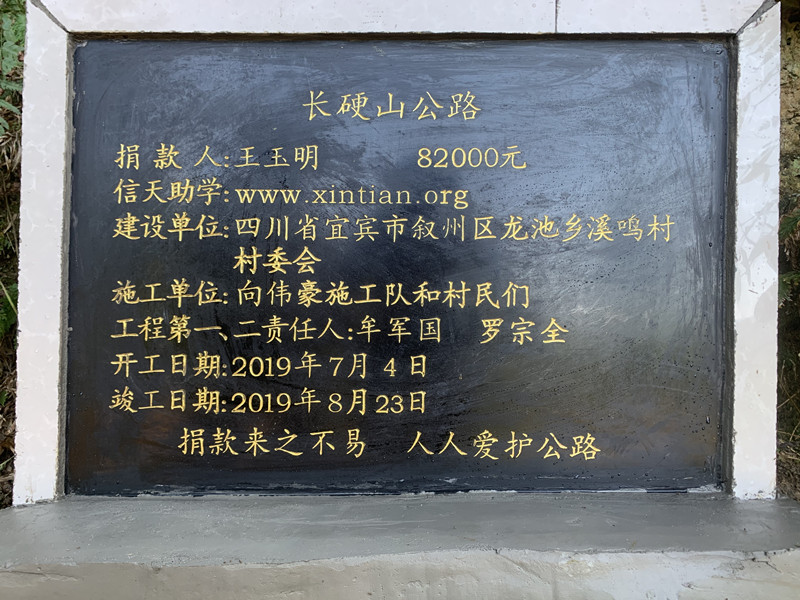 长硬山公路
捐款人:王玉明 82000元
信天助学:www.xintian.org
建设单位:四川省宜宾市叙州区龙池乡溪鸣村
村委会
施工单位:向伟豪施工队和村民们
工程第一、二责任人:牟军国 罗宗全
开工日期:2019年7月4日
竣工日期:2019年8月23日
捐款来之不易 人人爱护公路